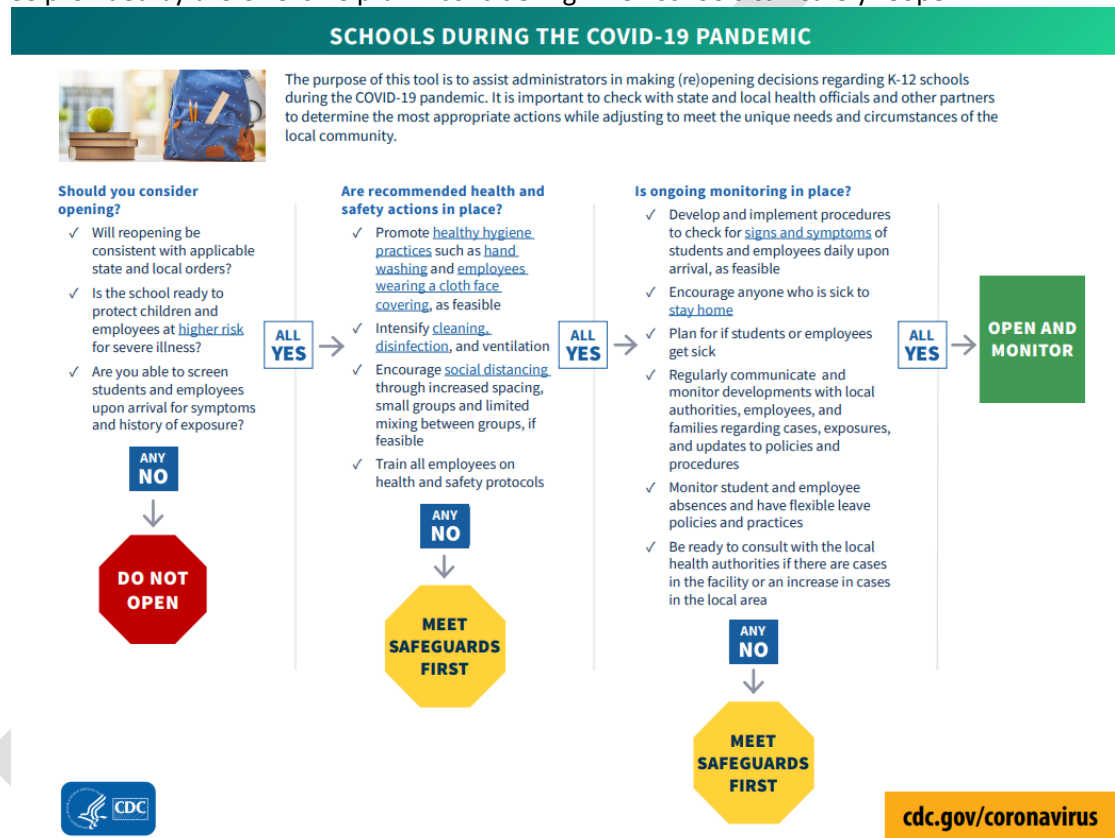 SCHOOLS DURING THE COVID-19 PANDEMIC
The purpose of this tool is to assist administrators in making (re)opening decisions regarding K-12 schools
during the COVID-19 pandemic. It is important to check with state and local health officials and other partners
to determine the most appropriate actions while adjusting to meet the unique needs and circumstances of the
local community.
Should you consider
opening?
✓ Will reopening be
consistent with applicable
state and local orders?
✓ Is the school ready to
protect children and
employees at higher risk
for severe illness?
✓ Are you able to screen
students and employees
upon arrival for symptoms
and history of exposure?
ANY
NO
DO NOT
OPEN
ALL
YES
Are recommended health and
safety actions in place?
✓ Promote healthy hygiene
practices such as hand
washing and employees
wearing a cloth face
covering, as feasible
✓ Intensify cleaning,
disinfection, and ventilation
✓ Encourage social distancing
through increased spacing,
small groups and limited
mixing between groups, if
feasible
✓ Train all employees on
health and safety protocols
ANY
NO
MEET
SAFEGUARDS
FIRST
ALL
YES
Is ongoing monitoring in place?
✓ Develop and implement procedures
to check for signs and symptoms of
students and employees daily upon
arrival, as feasible
✓ Encourage anyone who is sick to
stay home
✓ Plan for if students or employees
get sick
✓ Regularly communicate and
monitor developments with local
authorities, employees, and
families regarding cases, exposures,
and updates to policies and
procedures
✓ Monitor student and employee
absences and have flexible leave
policies and practices
✓ Be ready to consult with the local
health authorities if there are cases
in the facility or an increase in cases
in the local area
ANY
NO
MEET
SAFEGUARDS
FIRST
ALL
YES
OPEN AND
MONITOR
CDC
cdc.gov/coronavirus